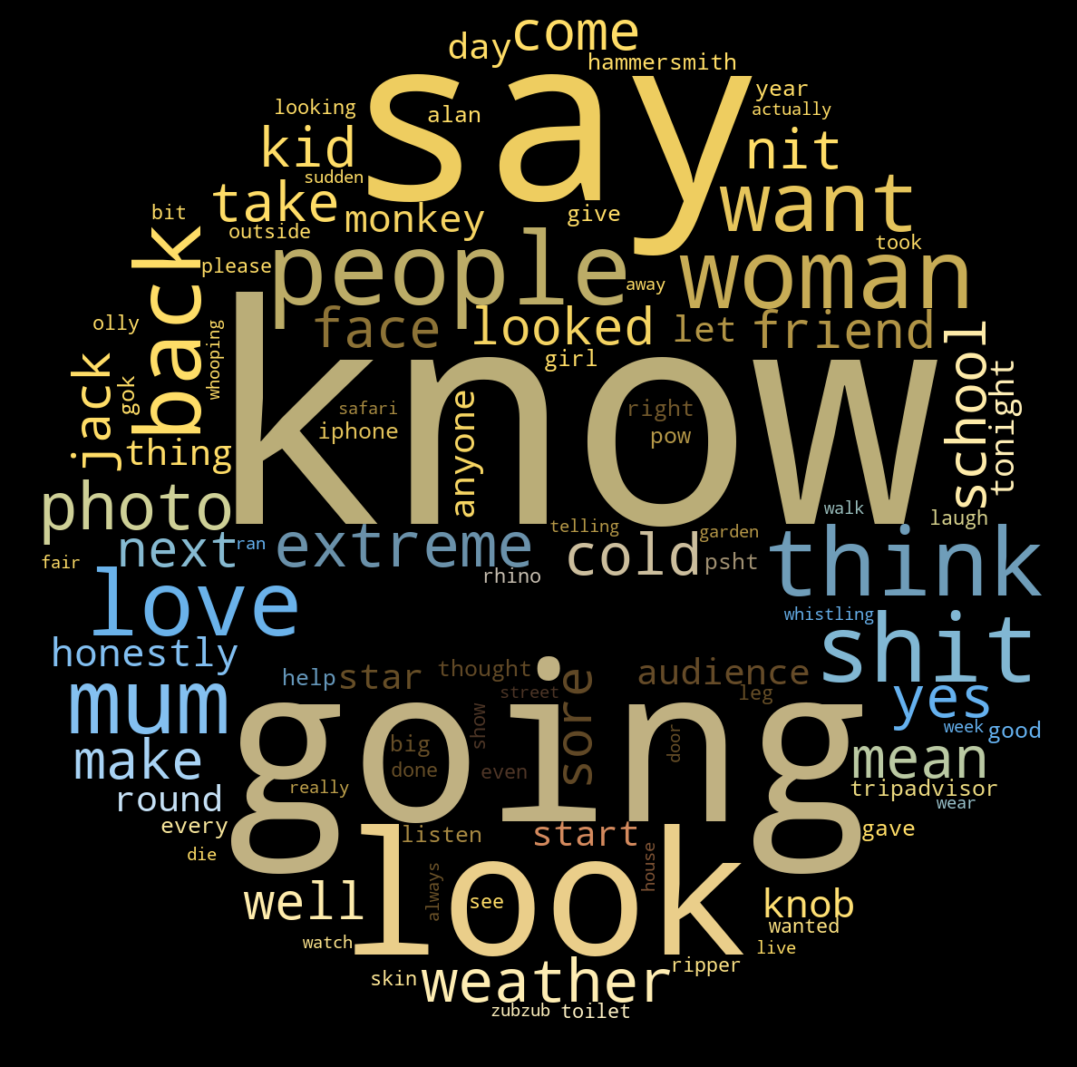 come
day
hammersmith
say
year
looking
actually
alan
kid
nit
sudden
take
want
bit
monkey
give
outside
took
back
people
woman
please
away
olly
face
looked
let
friend
whooping
girl
school
jack
gok
know
tonight
safari
right
iphone
anyone
pow
thing
photo
walk
laugh
next
ran
extreme
telling
cold
garden
psht
think
fair
rhino
love
whistling
shit
honestly
help
star
thought
sore
audience
mum
street
leg
yes
going
show
week
good
big
door
make
done
even
mean
round
really
tripadvisor
wear
every
listen
start
gave
die
look
house
well
always
see
knob
wanted
watch
live
skin
weather
ripper
zubzub
toilet